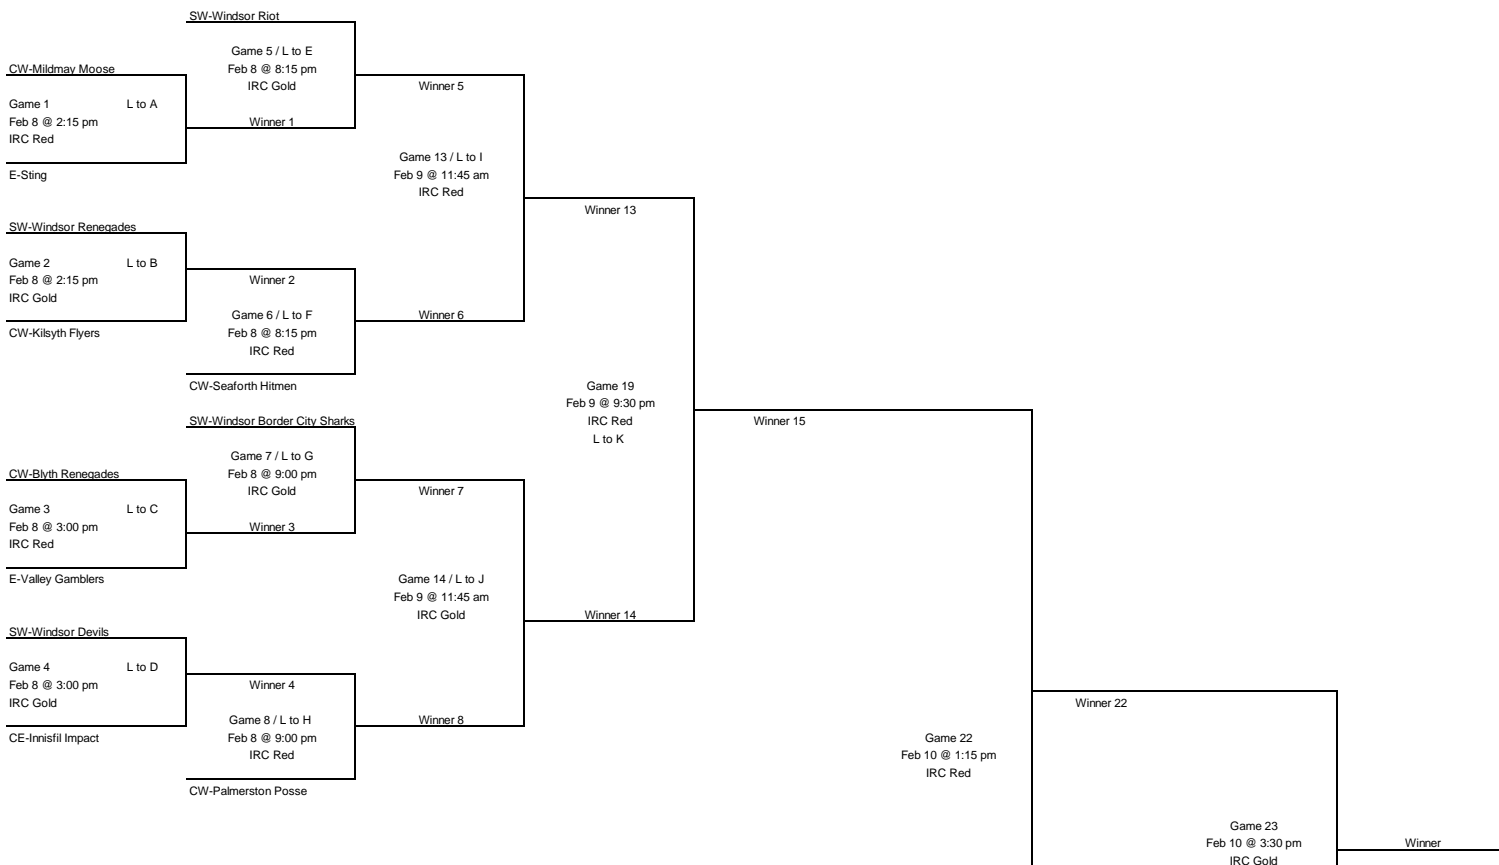 SW-Windsor Riot
Game 5 / L to E
Feb 8 @ 8:15 pm
IRC Gold
Winner 1
CW-Mildmay Moose
Game 1 L to A
Feb 8 @ 2:15 pm
IRC Red
E-Sting
Winner 5
Game 13 / L to I
Feb 9 @ 11:45 am
IRC Red
Winner 13
SW-Windsor Renegades
Game 2 L to B
Feb 8 @ 2:15 pm
IRC Gold
CW-Kilsyth Flyers
Winner 2
Game 6 / L to F
Feb 8 @ 8:15 pm
IRC Red
CW-Seaforth Hitmen
Winner 6
Game 19
Feb 9 @ 9:30 pm
IRC Red
L to K
Winner 15
SW-Windsor Border City Sharks
Game 7 / L to G
Feb 8 @ 9:00 pm
IRC Gold
Winner 3
CW-Blyth Renegades
Game 3 L to C
Feb 8 @ 3:00 pm
IRC Red
E-Valley Gamblers
Winner 7
Game 14 / L to J
Feb 9 @ 11:45 am
IRC Gold
Winner 14
SW-Windsor Devils
Game 4 L to D
Feb 8 @ 3:00 pm
IRC Gold
CE-Innisfil Impact
Winner 4
Game 8 / L to H
Feb 8 @ 9:00 pm
IRC Red
CW-Palmerston Posse
Winner 8
Winner 22
Game 22
Feb 10 @ 1:15 pm
IRC Red
Game 23
Feb 10 @ 3:30 pm
IRC Gold
Winner